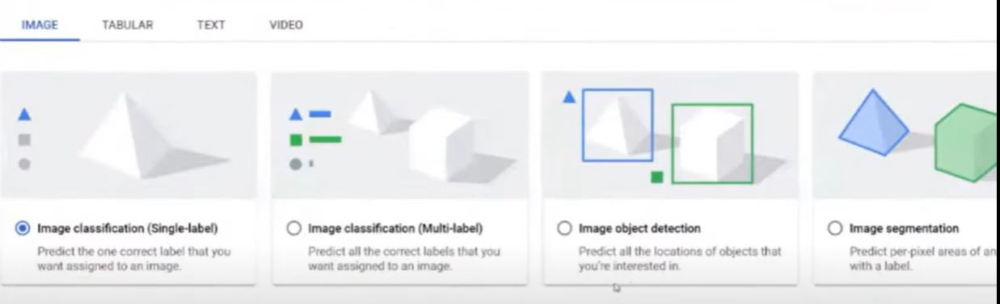 IMAGE TABULAR TEXT VIDEO
Image classification (Single-label)
Predict the one correct label that you
want assigned to an image.
Image classification (Multi-label)
Predict all the correct labels that you
want assigned to an image.
Image object detection
Predict all the locations of objects that
you're interested in.
Image segmentation
Predict per-pixel areas of an
with a label.